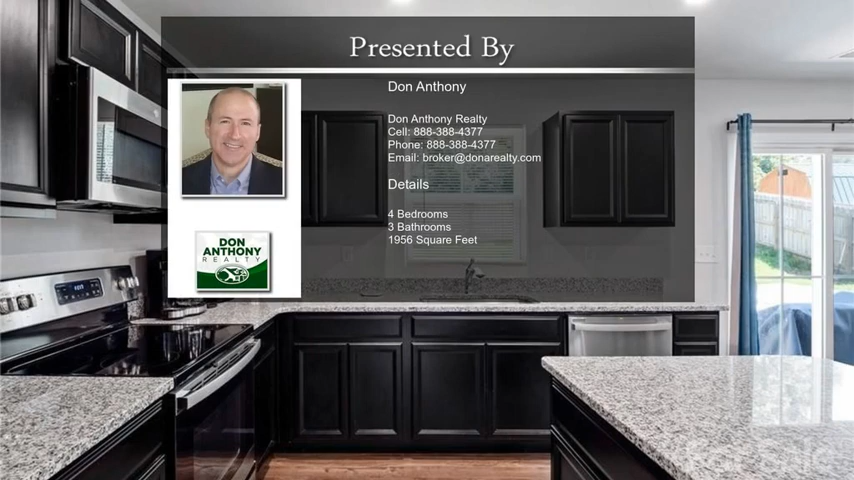 Presented By
Don Anthony
Don Anthony Realty
Cell: 888-388-4377
Phone: 888-388-4377
Email: broker@donarealty.com
Details
4 Bedrooms
3 Bathrooms
1956 Square Feet
DON
ANTHONY
REALTY